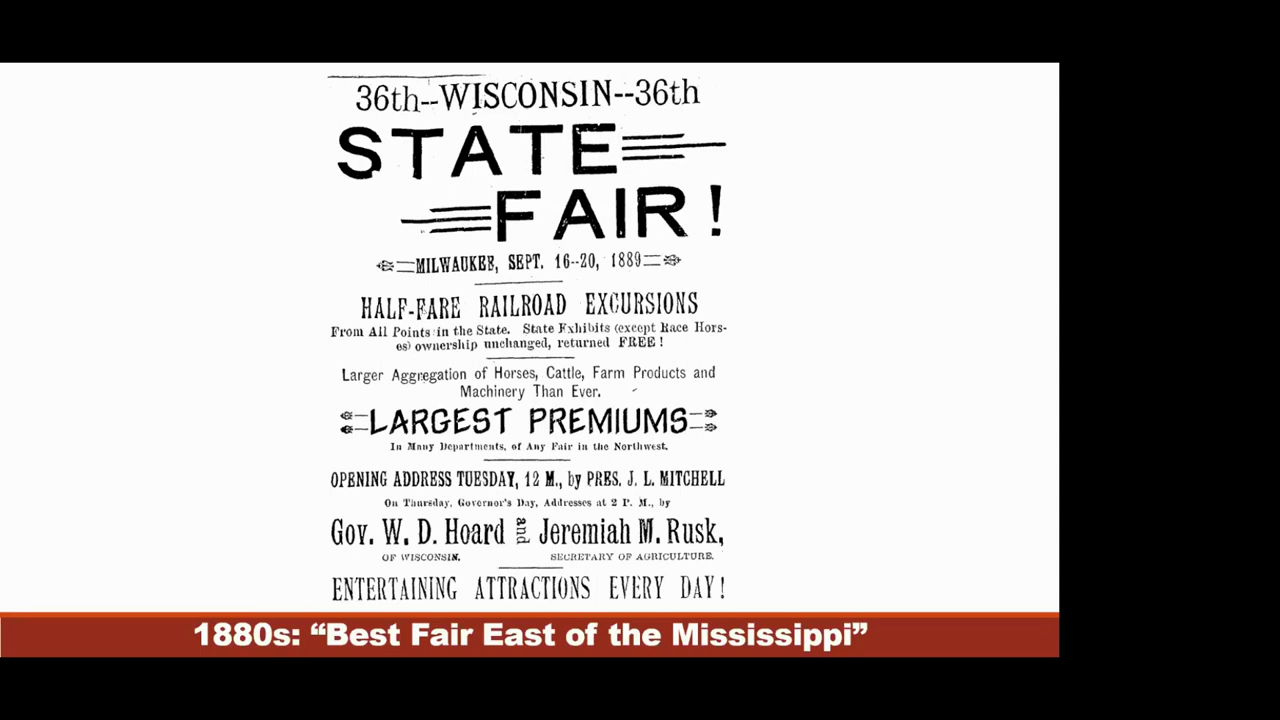 36th--WISCONSIN--36th
STATE
FAIR!
MILWAUKEE, SEPT. 16--20, 1889
HALF-FARE RAILROAD EXCURSIONS
From All Points in the State. State Exhibits (except Race Hors-
es) ownership unchanged, returned FREE!
Larger Aggregation of Horses, Cattle, Farm Products and
Machinery Than Ever.
LARGEST PREMIUMS
In Many Departments, of Any Fair in the Northwest.
OPENING ADDRESS TUESDAY, 12 M., by PRES. J. L. MITCHELL
On Thursday, Governor's Day, Addresses at 2 P. M., by
Gov. W. D. Hoard and Jeremiah M. Rusk,
OF WISCONSIN. SECRETARY OF AGRICULTURE.
ENTERTAINING ATTRACTIONS EVERY DAY!
1880s: “Best Fair East of the Mississippi”